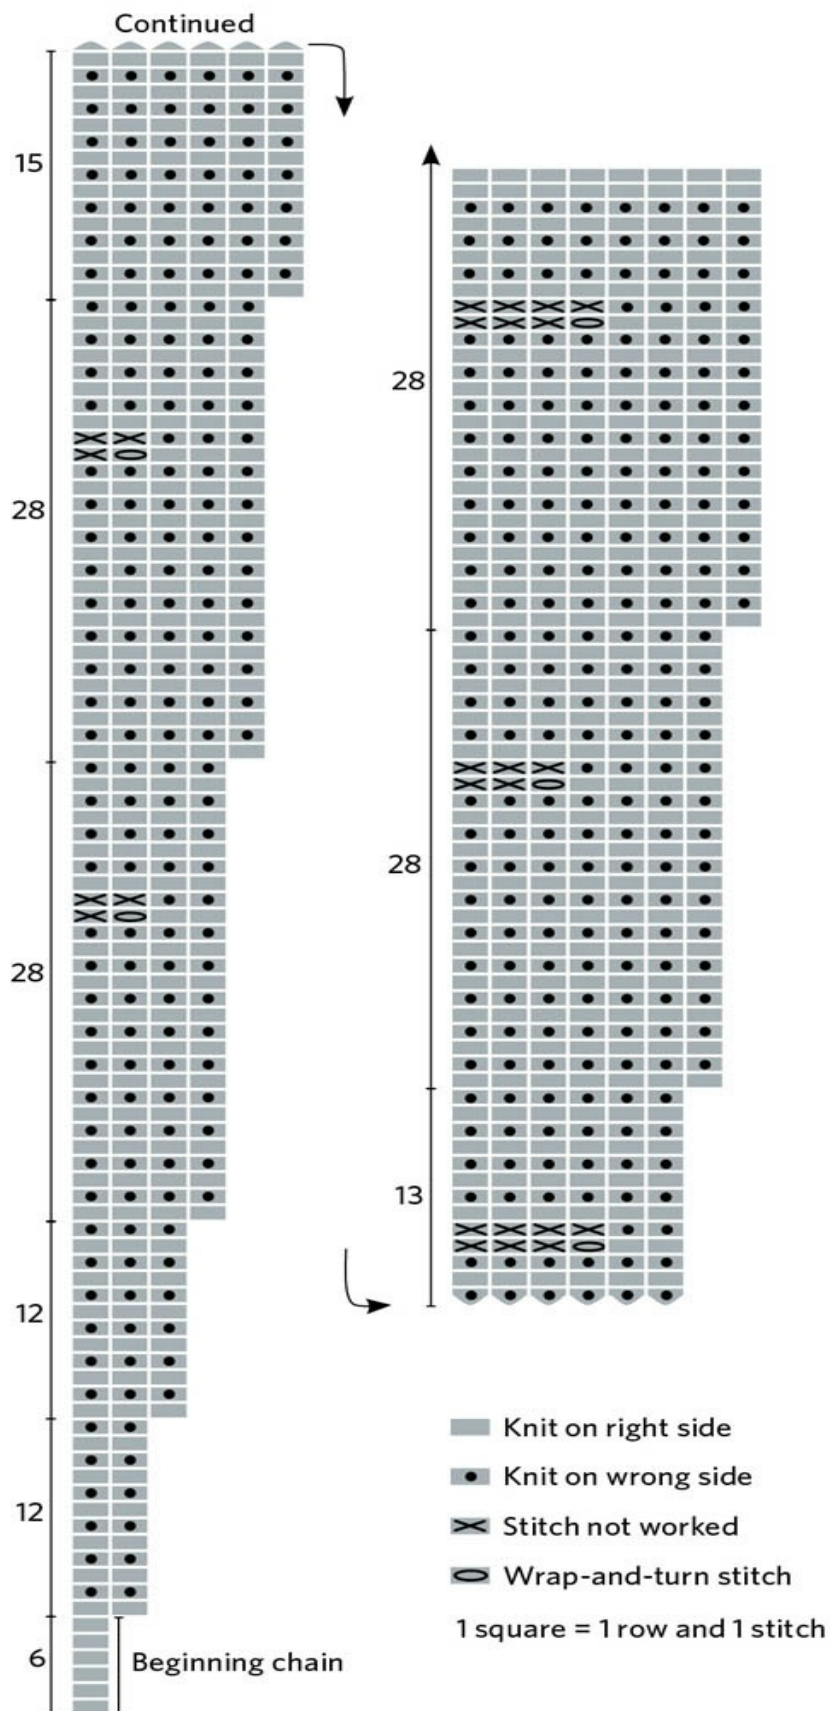 Continued
15
28
28
12
12
6
Beginning chain
28
28
13
Knit on right side
Knit on wrong side
Stitch not worked
Wrap-and-turn stitch
1 square = 1 row and 1 stitch